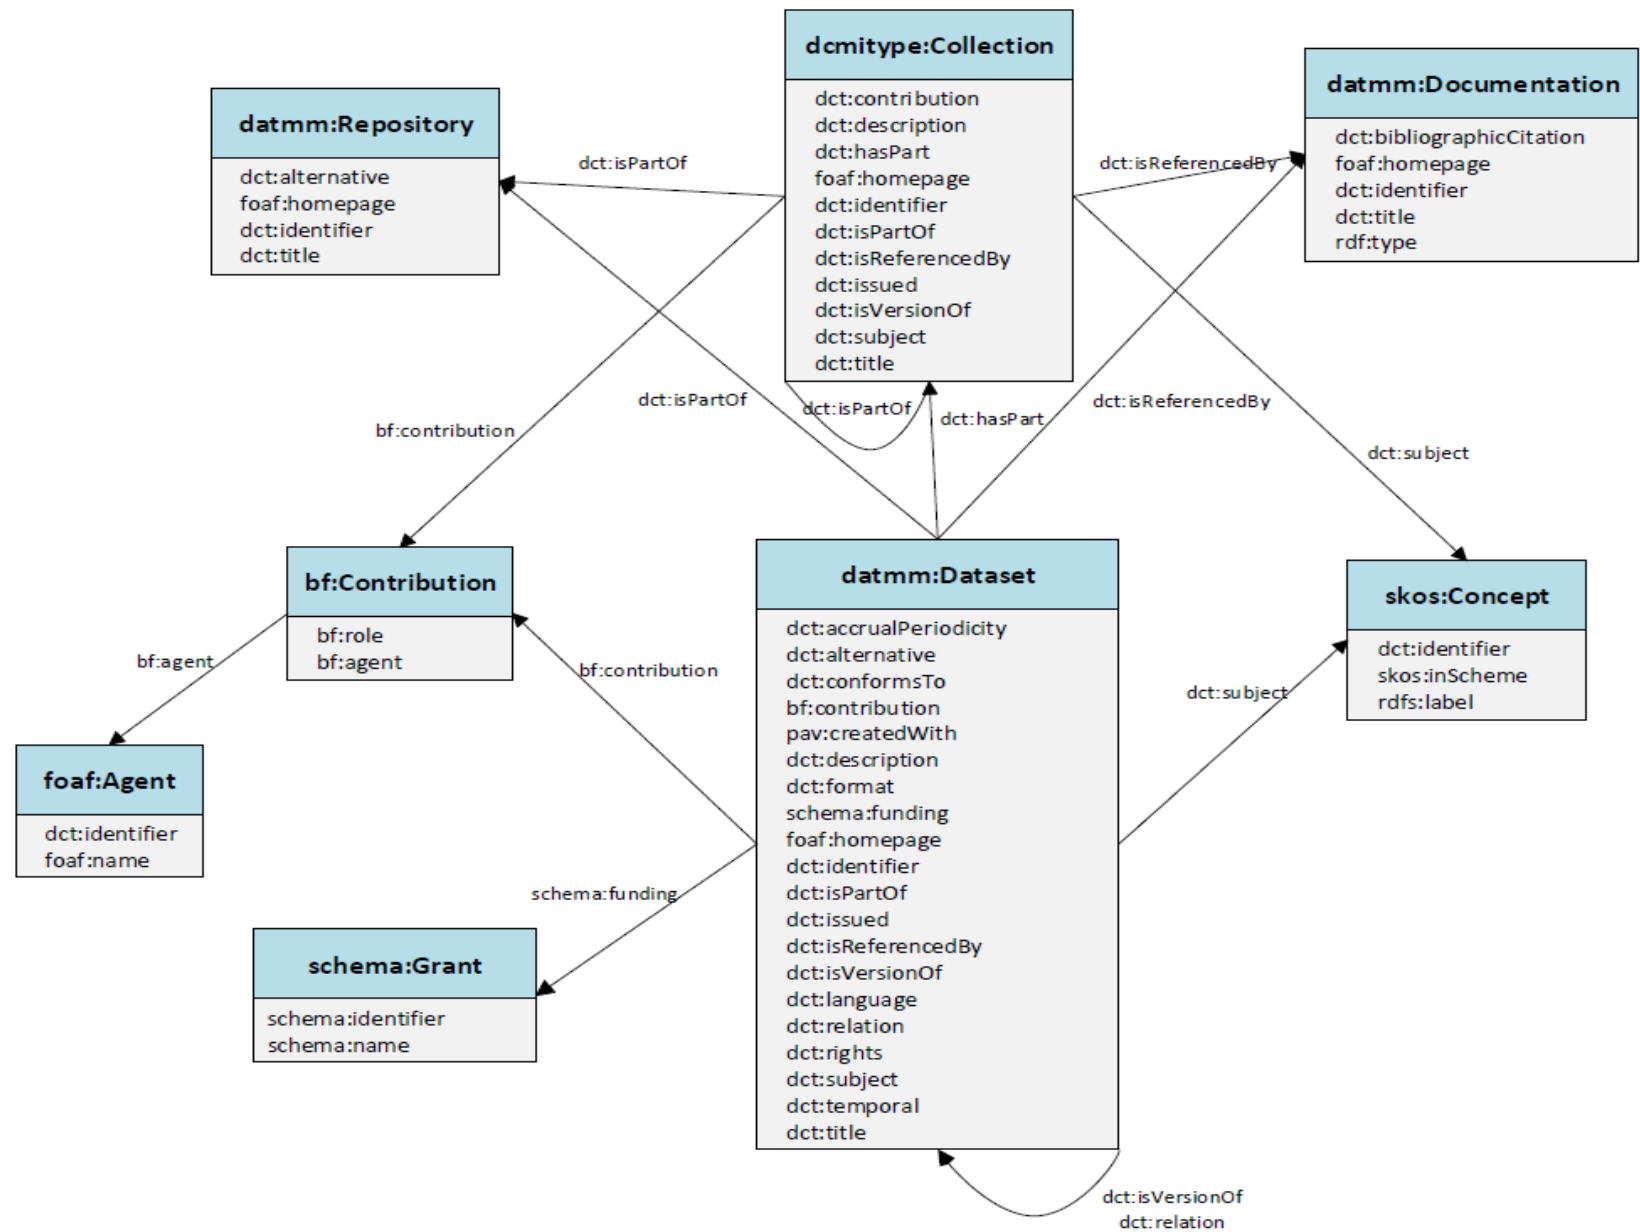 dcmitype:Collection
dct:contribution
dct:description
dct:hasPart
foaf:homepage
dct:identifier
dct:isPartOf
dct:isReferencedBy
dct:issued
dct:isVersionOf
dct:subject
dct:title
datmm:Documentation
dct:bibliographicCitation
foaf:homepage
dct:identifier
dct:title
rdf:type
datmm:Repository
dct:alternative
foaf:homepage
dct:identifier
dct:title
dct:isPartOf
dct:isReferencedBy
dct:isPartOf
dct:isPartOf
dct:hasPart
dct:isReferencedBy
bf:contribution
dct:subject
bf:Contribution
bf:role
bf:agent
datmm:Dataset
dct:accrualPeriodicity
dct:alternative
dct:conformsTo
bf:contribution
pav:createdWith
dct:description
dct:format
schema:funding
foaf:homepage
dct:identifier
dct:isPartOf
dct:issued
dct:isReferencedBy
dct:isVersionOf
dct:language
dct:relation
dct:rights
dct:subject
dct:temporal
dct:title
skos:Concept
dct:identifier
skos:inScheme
rdfs:label
bf:agent
bf:contribution
dct:subject
foaf:Agent
dct:identifier
foaf:name
schema:funding
schema:Grant
schema:identifier
schema:name
dct:isVersionOf
dct:relation